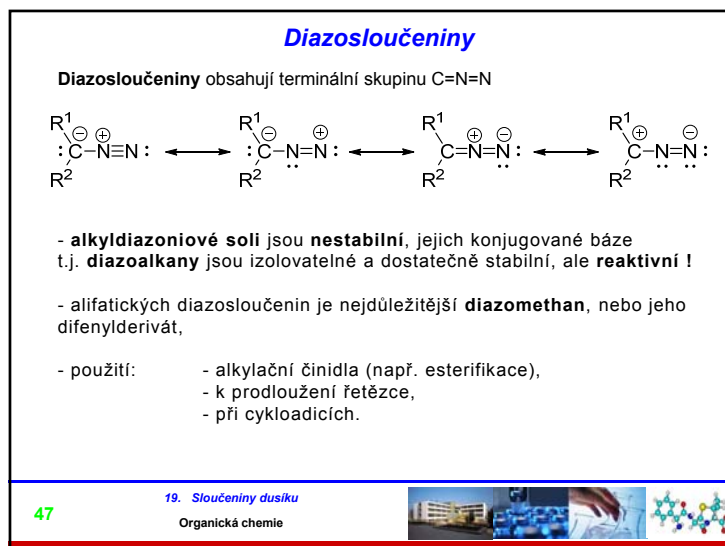 Diazosloučeniny
Diazosloučeniny obsahují terminální skupinu C=N=N
R1 R1 R1 R1
:C⊖–N⊕≡N: ⟷ :C⊖–N̤=N⊕: ⟷ C=N⊕=N̤⊖: ⟷ C⊕–N̤=N̤⊖:
R2 R2 R2 R2
- alkyldiazoniové soli jsou nestabilní, jejich konjugované báze
t.j. diazoalkany jsou izolovatelné a dostatečně stabilní, ale reaktivní !
- alifatických diazosloučenin je nejdůležitější diazomethan, nebo jeho
difenylderivát,
- použití: - alkylační činidla (např. esterifikace),
- k prodloužení řetězce,
- při cykloadicích.
47
19. Sloučeniny dusíku
Organická chemie